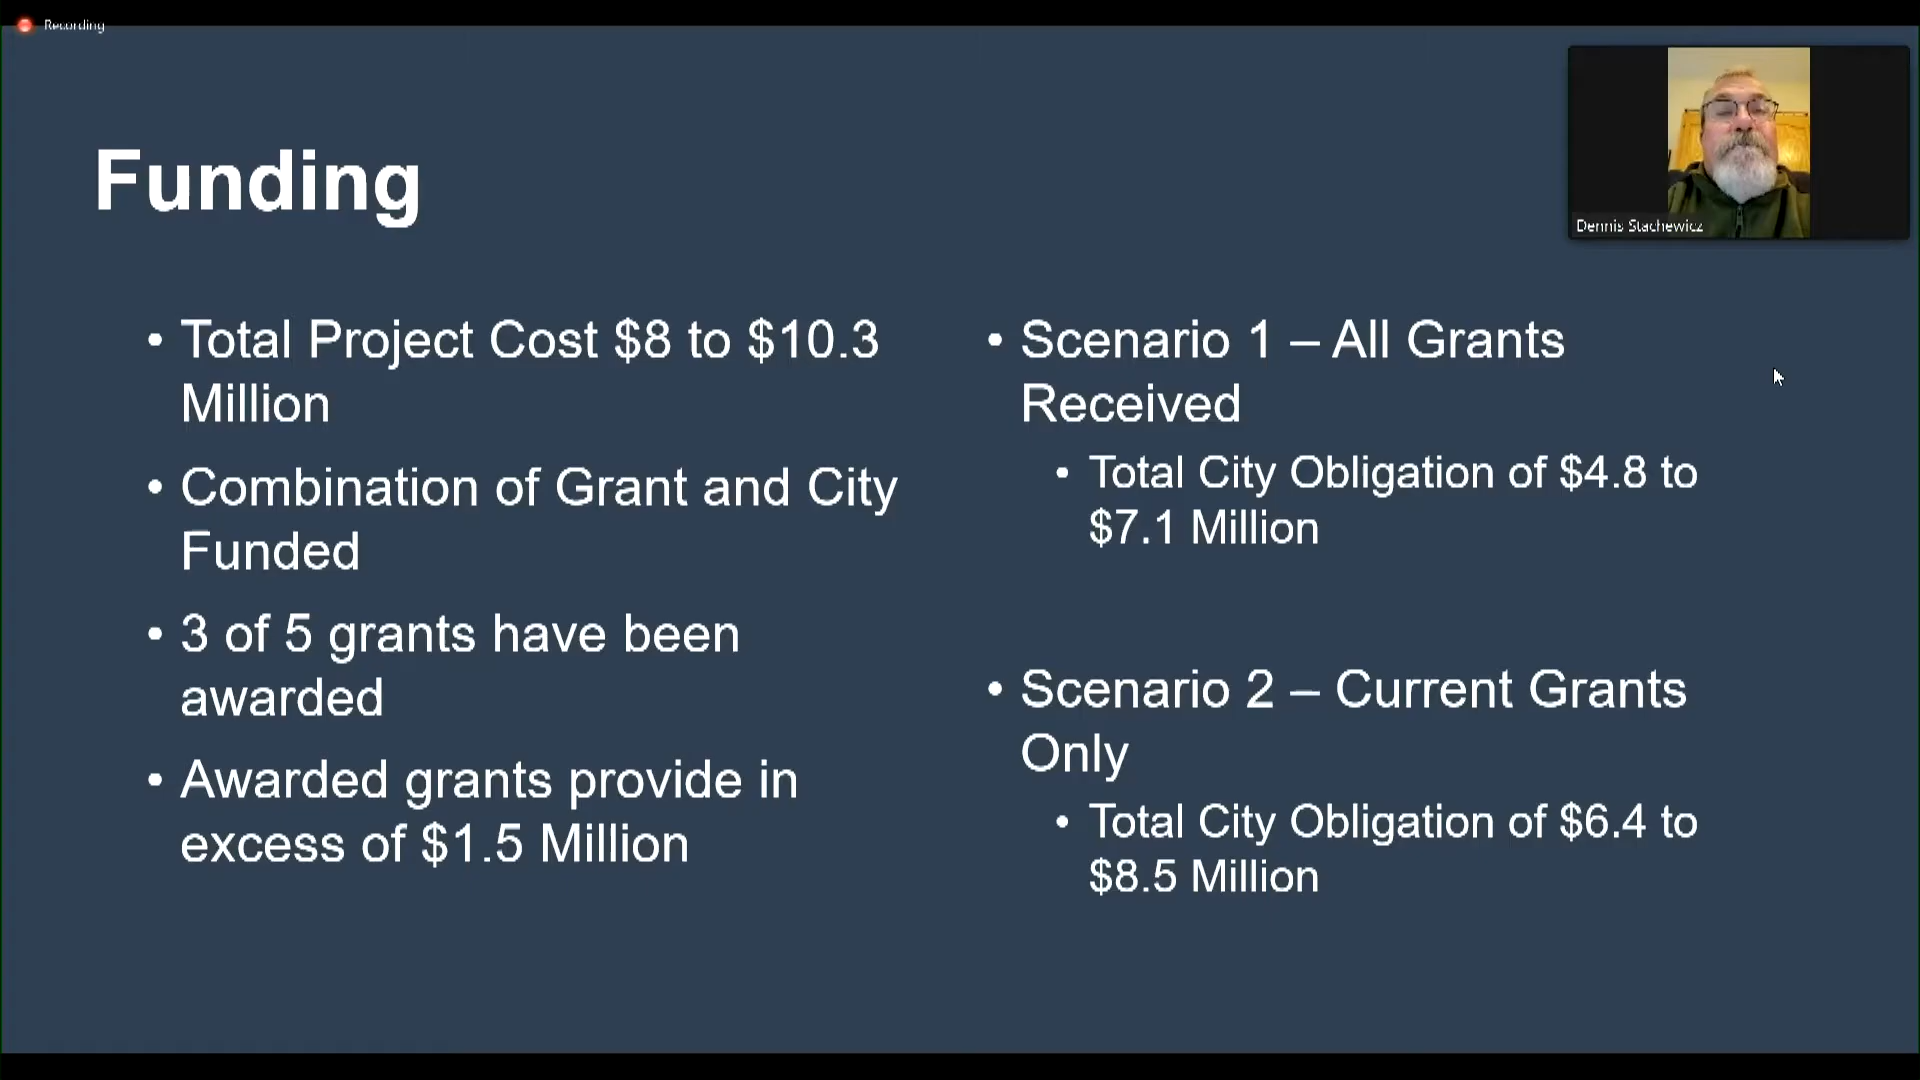 Recording
Funding
Dennis Stachewicz
• Total Project Cost $8 to $10.3
Million
• Combination of Grant and City
Funded
• 3 of 5 grants have been
awarded
• Awarded grants provide in
excess of $1.5 Million
• Scenario 1 – All Grants
Received
• Total City Obligation of $4.8 to
$7.1 Million
• Scenario 2 – Current Grants
Only
• Total City Obligation of $6.4 to
$8.5 Million